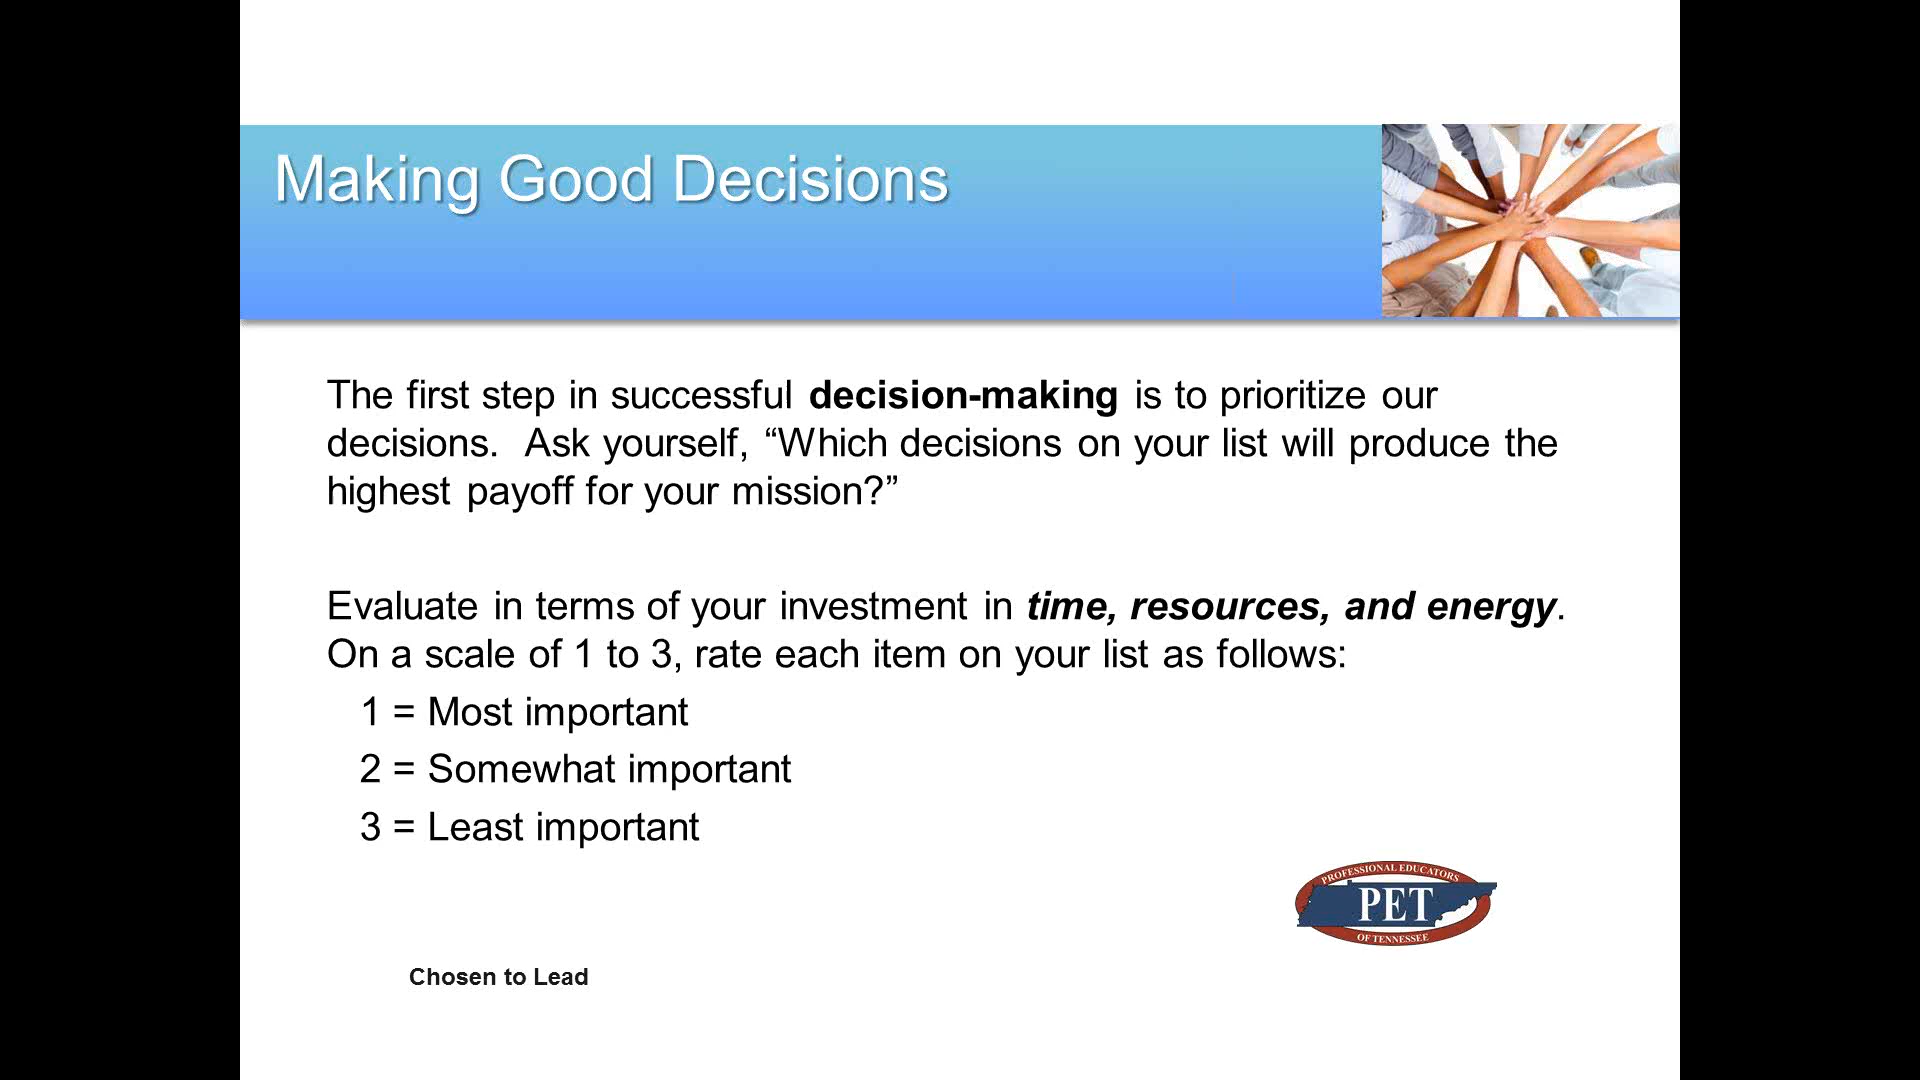 Making Good Decisions
The first step in successful decision-making is to prioritize our
decisions.  Ask yourself, “Which decisions on your list will produce the
highest payoff for your mission?”
Evaluate in terms of your investment in time, resources, and energy.
On a scale of 1 to 3, rate each item on your list as follows:
1 = Most important
2 = Somewhat important
3 = Least important
PROFESSIONAL EDUCATORS
PET
OF TENNESSEE
Chosen to Lead